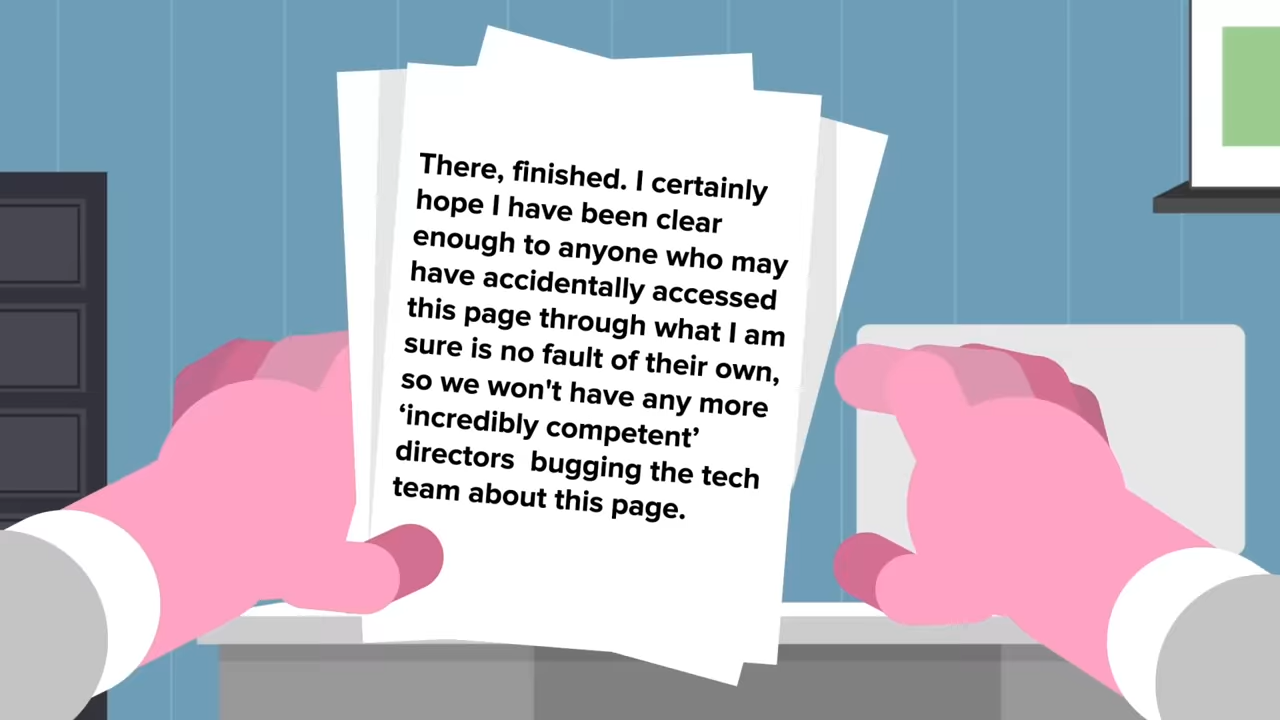 There, finished. I certainly
hope I have been clear
enough to anyone who may
have accidentally accessed
this page through what I am
sure is no fault of their own,
so we won't have any more
‘incredibly competent’
directors  bugging the tech
team about this page.